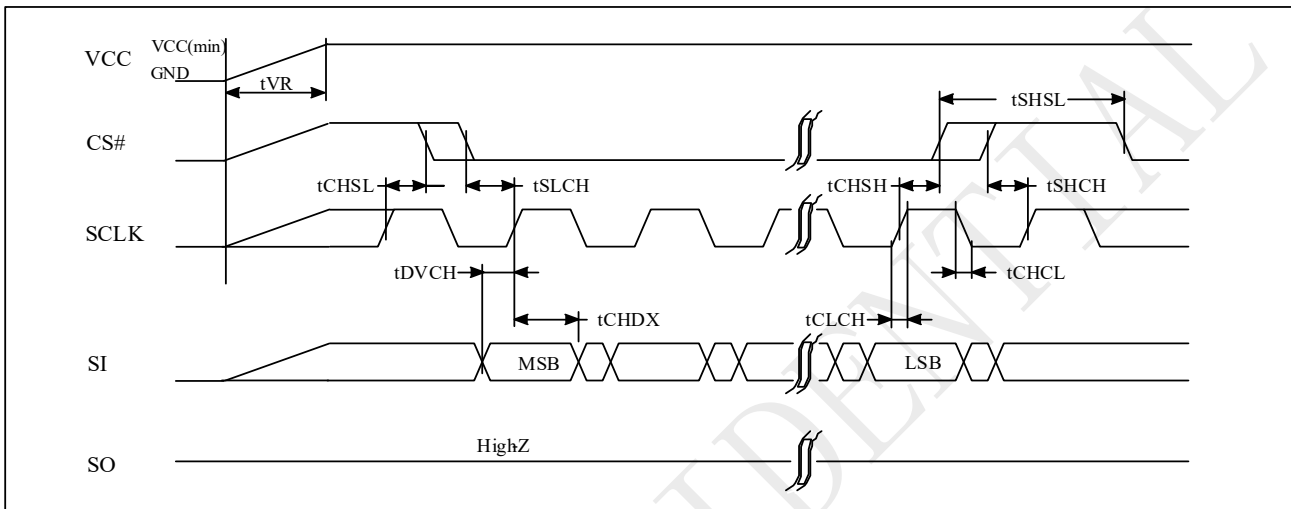 VCC
VCC(min)
GND
tVR
tSHSL
CS#
tCHSL
tSLCH
tCHSH
tSHCH
SCLK
tDVCH
tCHCL
tCHDX
tCLCH
SI
MSB
LSB
High-Z
SO